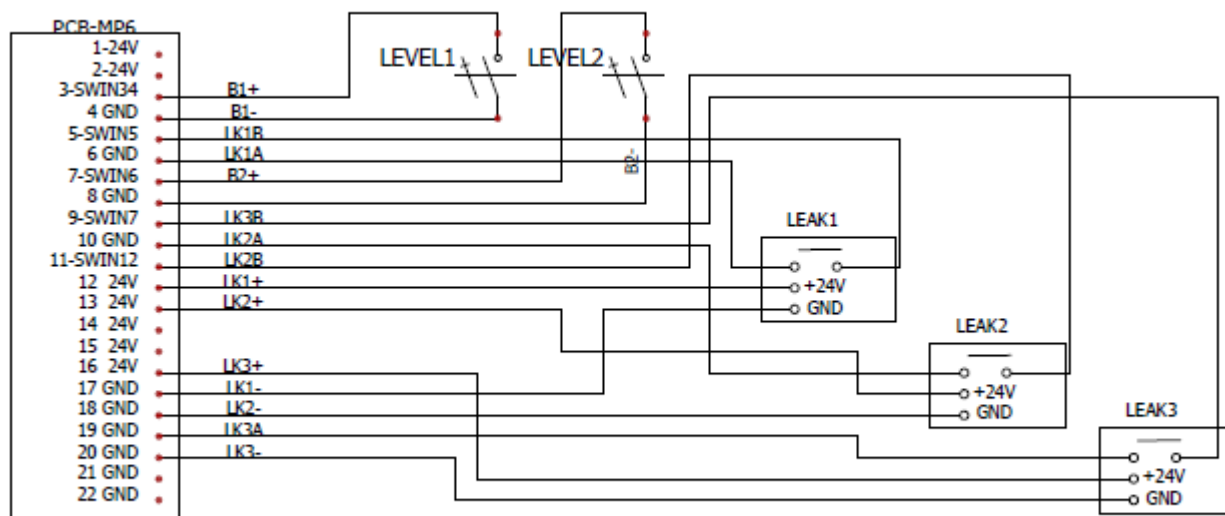 PCB-MP6
1-24V
2-24V
3-SWIN34
4 GND
5-SWIN5
6 GND
7-SWIN6
8 GND
9-SWIN7
10 GND
11-SWIN12
12 24V
13 24V
14 24V
15 24V
16 24V
17 GND
18 GND
19 GND
20 GND
21 GND
22 GND
B1+
B1-
LK1B
LK1A
B2+
LK3B
LK2A
LK2B
LK1+
LK2+
LK3+
LK1-
LK2-
LK3A
LK3-
LEVEL1
LEVEL2
B2-
LEAK1
+24V
GND
LEAK2
+24V
GND
LEAK3
+24V
GND